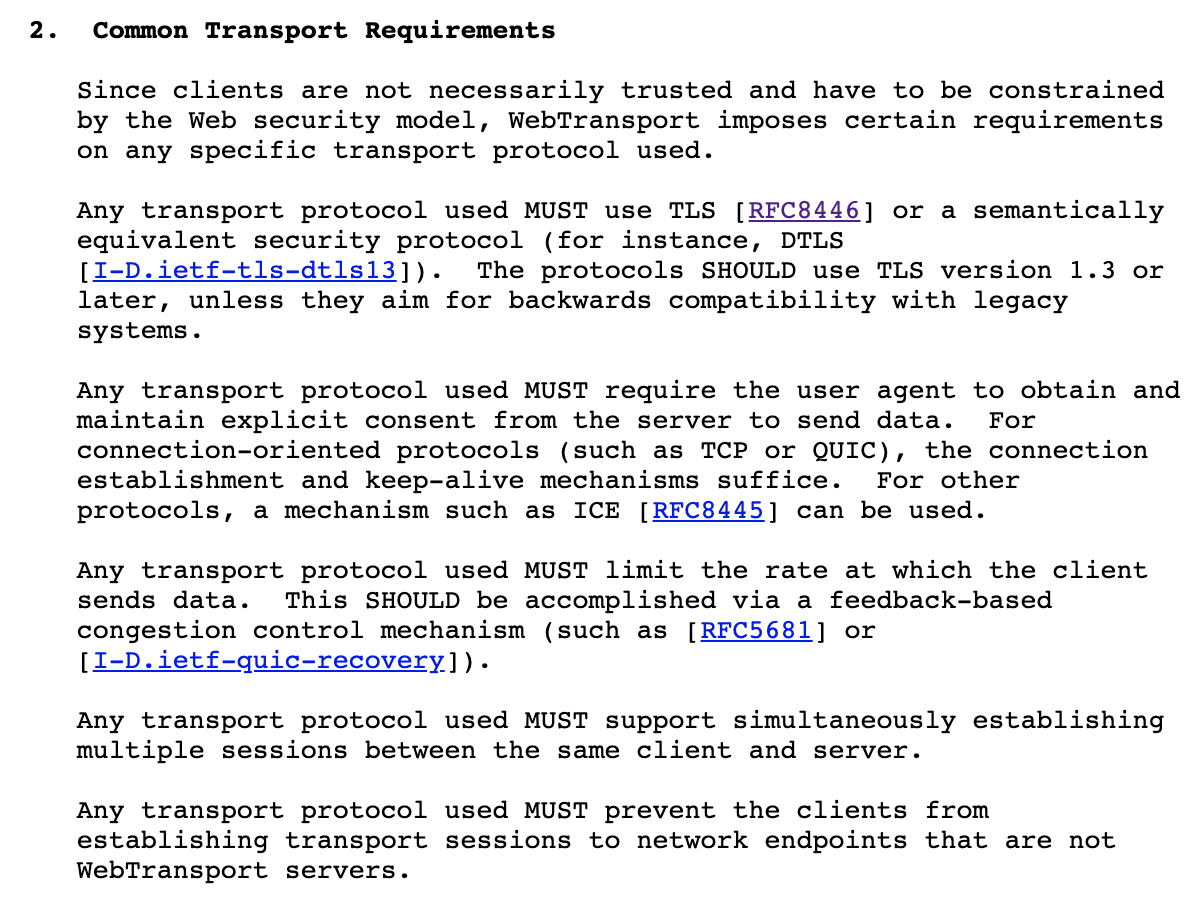 2.  Common Transport Requirements
Since clients are not necessarily trusted and have to be constrained
by the Web security model, WebTransport imposes certain requirements
on any specific transport protocol used.
Any transport protocol used MUST use TLS [RFC8446] or a semantically
equivalent security protocol (for instance, DTLS
[I-D.ietf-tls-dtls13]).  The protocols SHOULD use TLS version 1.3 or
later, unless they aim for backwards compatibility with legacy
systems.
Any transport protocol used MUST require the user agent to obtain and
maintain explicit consent from the server to send data.  For
connection-oriented protocols (such as TCP or QUIC), the connection
establishment and keep-alive mechanisms suffice.  For other
protocols, a mechanism such as ICE [RFC8445] can be used.
Any transport protocol used MUST limit the rate at which the client
sends data.  This SHOULD be accomplished via a feedback-based
congestion control mechanism (such as [RFC5681] or
[I-D.ietf-quic-recovery]).
Any transport protocol used MUST support simultaneously establishing
multiple sessions between the same client and server.
Any transport protocol used MUST prevent the clients from
establishing transport sessions to network endpoints that are not
WebTransport servers.